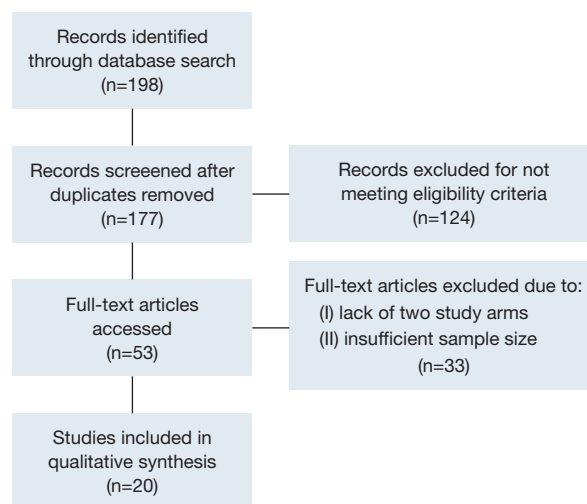 Records identified
through database search
(n=198)
Records screeened after
duplicates removed
(n=177)
Records excluded for not
meeting eligibility criteria
(n=124)
Full-text articles
accessed
(n=53)
Full-text articles excluded due to:
(I) lack of two study arms
(II) insufficient sample size
(n=33)
Studies included in
qualitative synthesis
(n=20)